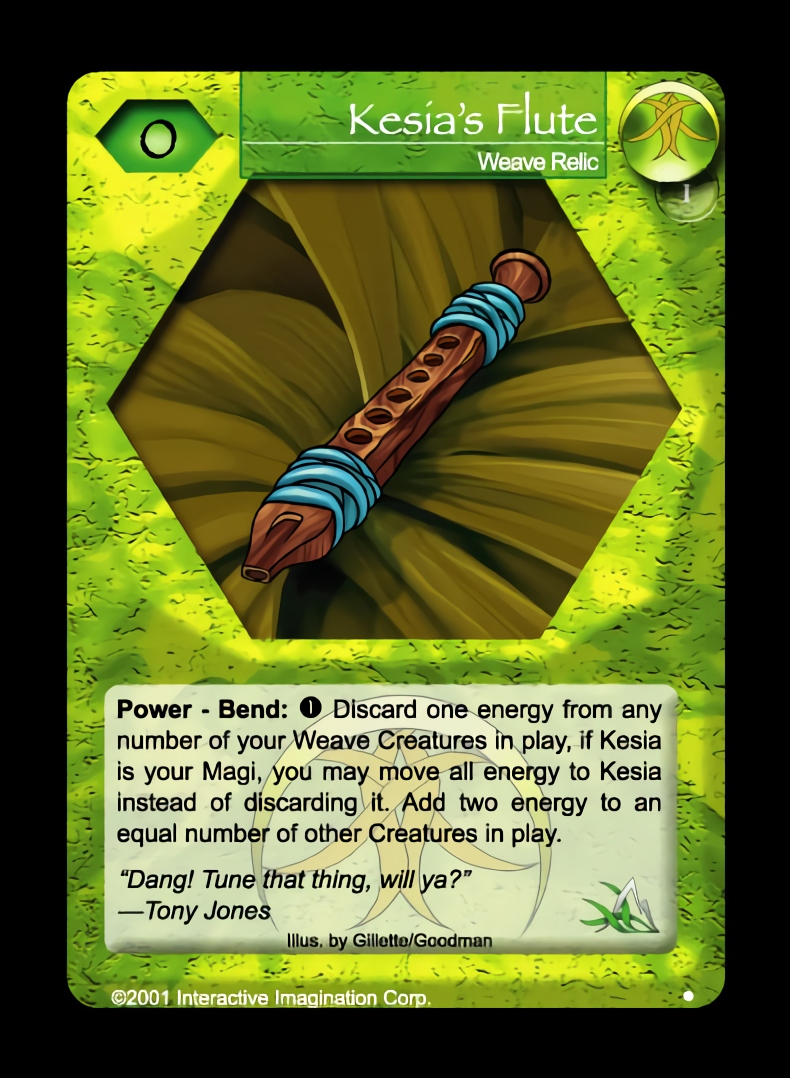 0
Kesia's Flute
Weave Relic
I
Power - Bend: ❶ Discard one energy from any
number of your Weave Creatures in play, if Kesia
is your Magi, you may move all energy to Kesia
instead of discarding it. Add two energy to an
equal number of other Creatures in play.
“Dang! Tune that thing, will ya?”
—Tony Jones
Illus. by Gillette/Goodman
©2001 Interactive Imagination Corp.